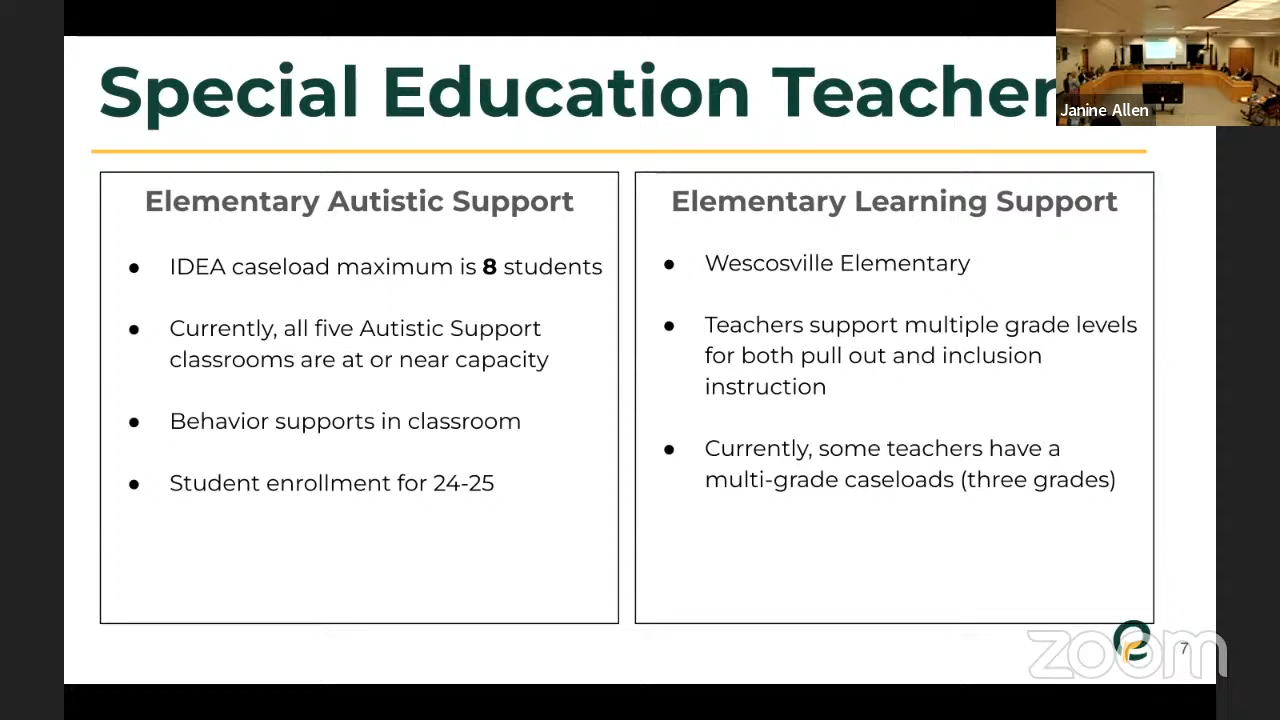 Special Education Teacher
Janine Allen
Elementary Autistic Support
● IDEA caseload maximum is 8 students
● Currently, all five Autistic Support
classrooms are at or near capacity
● Behavior supports in classroom
● Student enrollment for 24-25
Elementary Learning Support
● Wescosville Elementary
● Teachers support multiple grade levels
for both pull out and inclusion
instruction
● Currently, some teachers have a
multi-grade caseloads (three grades)
zoom
7